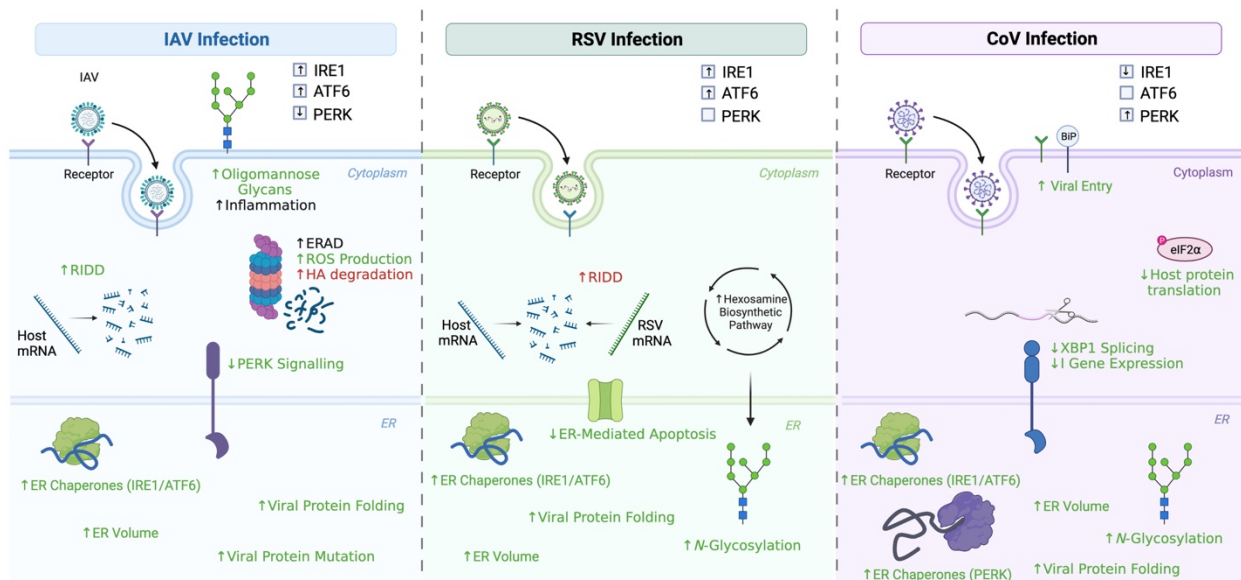 IAV Infection
IAV
↑ IRE1
↑ ATF6
↓ PERK
Receptor
Cytoplasm
↑Oligomannose
Glycans
↑Inflammation
↑ERAD
↑ROS Production
↑HA degradation
↑RIDD
Host
mRNA
↓PERK Signalling
ER
↑ER Chaperones (IRE1/ATF6)
↑Viral Protein Folding
↑ER Volume
↑Viral Protein Mutation
RSV Infection
↑ IRE1
↑ ATF6
PERK
Receptor
Cytoplasm
↑RIDD
Host
mRNA
RSV
mRNA
↑Hexosamine
Biosynthetic
Pathway
↓ER-Mediated Apoptosis
ER
↑ER Chaperones (IRE1/ATF6)
↑Viral Protein Folding
↑ER Volume
↑N-Glycosylation
CoV Infection
↓ IRE1
ATF6
↑ PERK
BiP
Receptor
↑ Viral Entry
Cytoplasm
P
eIF2α
↓Host protein
translation
↓XBP1 Splicing
↓I Gene Expression
ER
↑ER Chaperones (IRE1/ATF6)
↑ER Volume
↑N-Glycosylation
↑ER Chaperones (PERK)
↑Viral Protein Folding